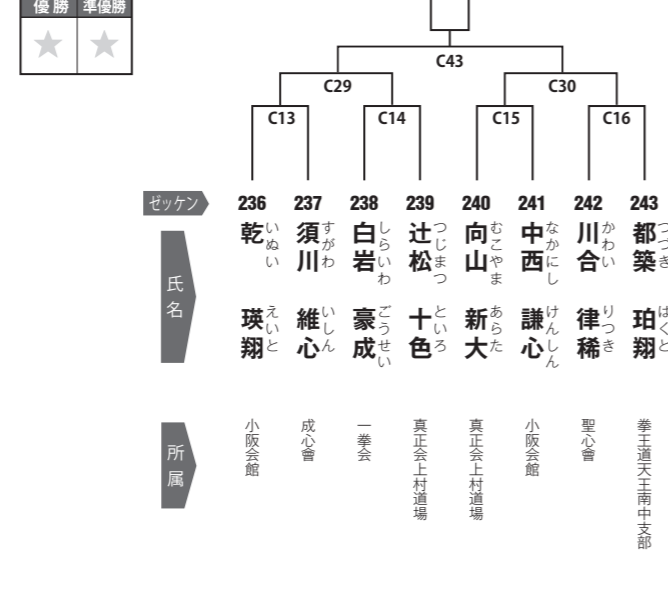 優勝 準優勝
C43
C29 C30
C13 C14 C15 C16
ゼッケン 236 237 238 239 240 241 242 243
氏名
乾 瑛翔
いぬい えいと
須川 維心
すがわ いしん
白岩 豪成
しらいわ ごうせい
辻松 十色
つじまつ といろ
向山 新大
むこやま あらた
中西 謙心
なかにし けんしん
川合 律稀
かわい りつき
都築 珀翔
つづき はくと
所属
小阪会館
成心會
一拳会
真正会上村道場
真正会上村道場
小阪会館
聖心會
拳王道天王南中支部